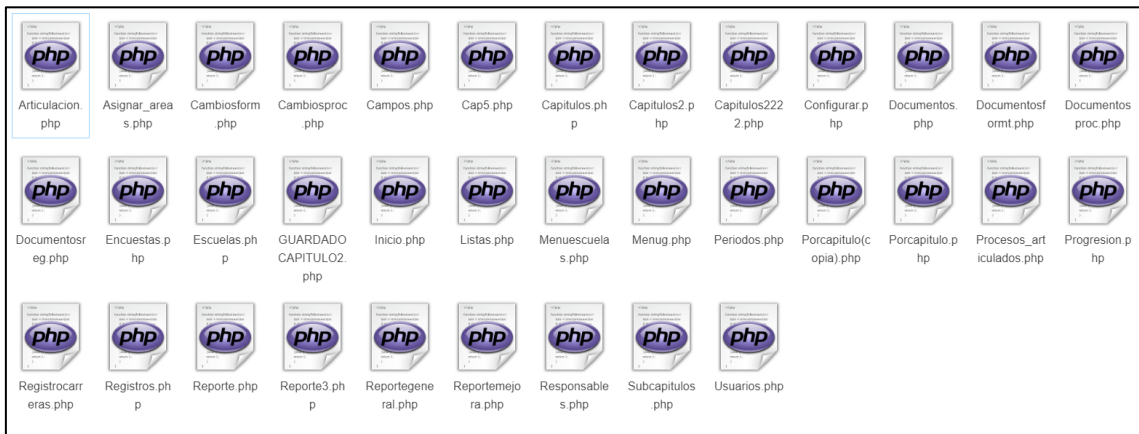 Articulacion. Asignar_area Cambiosform Cambiosproc Campos.php Cap5.php Capitulos.ph Capitulos2.p Capitulos222 Configurar.p Documentos. Documentosf Documentos
php s.php .php .php p hp 2.php hp php ormt.php proc.php
Documentosr Encuestas.p Escuelas.ph GUARDADO Inicio.php Listas.php Menuescuela Menug.php Periodos.php Porcapitulo(c Porcapitulo.p Procesos_art Progresion.p
eg.php hp p CAPITULO2. s.php opia).php hp iculados.php hp
php
Registrocarr Registros.ph Reporte.php Reporte3.ph Reportegene Reportemejo Responsable Subcapitulos Usuarios.php
eras.php p p ral.php ra.php s.php .php